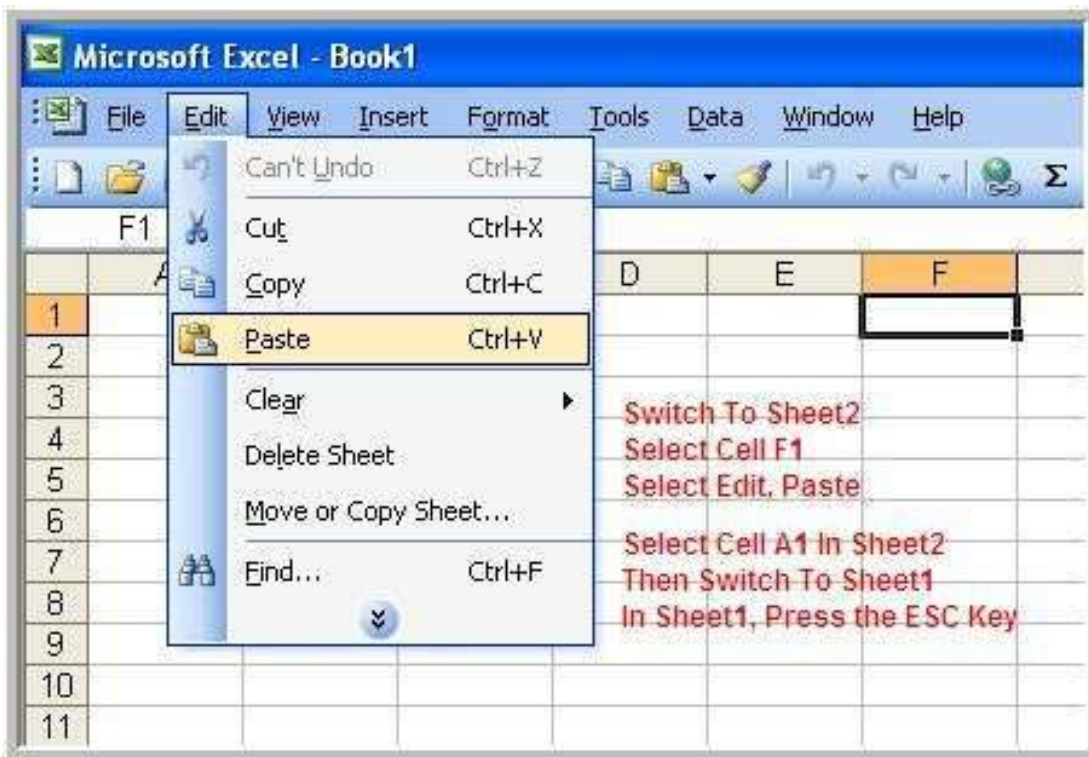 Microsoft Excel - Book1
File Edit View Insert Format Tools Data Window Help
Σ
F1
D E F
Can't Undo Ctrl+Z
Cut Ctrl+X
Copy Ctrl+C
Paste Ctrl+V
Clear
Delete Sheet
Move or Copy Sheet...
Find... Ctrl+F
1
2
3
4
5
6
7
8
9
10
11
Switch To Sheet2
Select Cell F1
Select Edit, Paste
Select Cell A1 In Sheet2
Then Switch To Sheet1
In Sheet1, Press the ESC Key